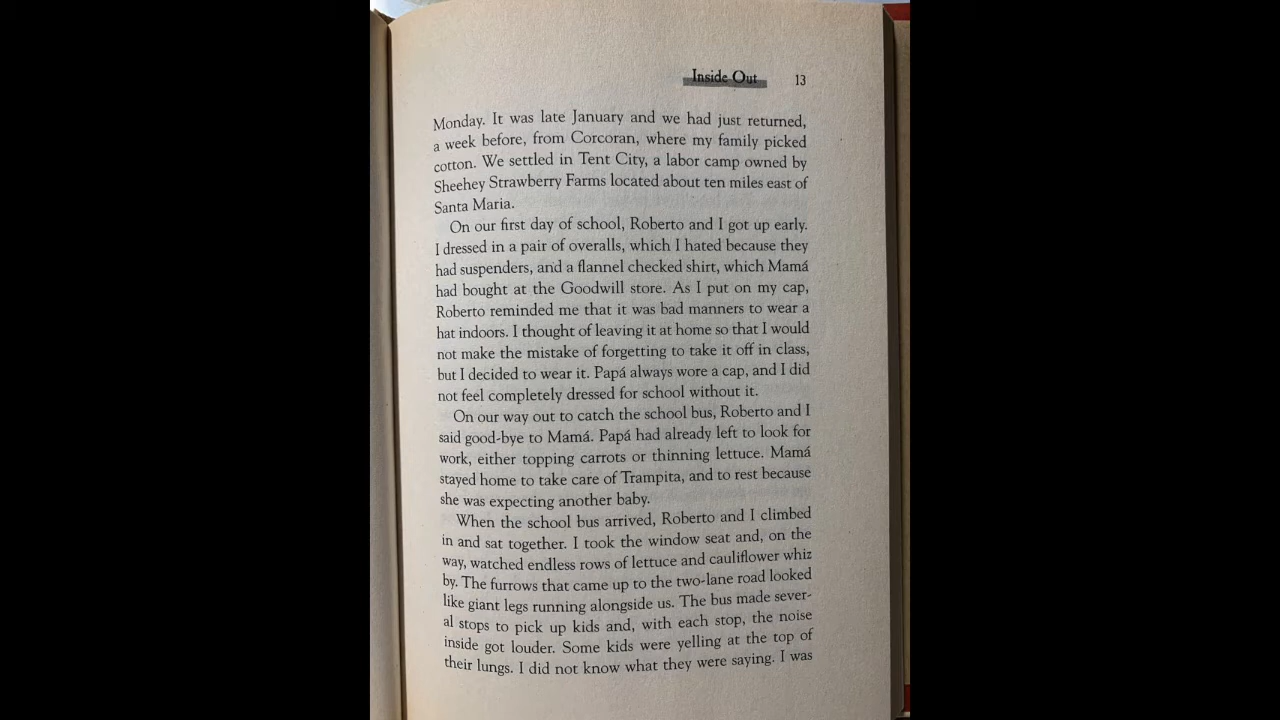 Inside Out 13
Monday. It was late January and we had just returned,
a week before, from Corcoran, where my family picked
cotton. We settled in Tent City, a labor camp owned by
Sheehey Strawberry Farms located about ten miles east of
Santa Maria.
On our first day of school, Roberto and I got up early.
I dressed in a pair of overalls, which I hated because they
had suspenders, and a flannel checked shirt, which Mamá
had bought at the Goodwill store. As I put on my cap,
Roberto reminded me that it was bad manners to wear a
hat indoors. I thought of leaving it at home so that I would
not make the mistake of forgetting to take it off in class,
but I decided to wear it. Papá always wore a cap, and I did
not feel completely dressed for school without it.
On our way out to catch the school bus, Roberto and I
said good-bye to Mamá. Papá had already left to look for
work, either topping carrots or thinning lettuce. Mamá
stayed home to take care of Trampita, and to rest because
she was expecting another baby.
When the school bus arrived, Roberto and I climbed
in and sat together. I took the window seat and, on the
way, watched endless rows of lettuce and cauliflower whiz
by. The furrows that came up to the two-lane road looked
like giant legs running alongside us. The bus made sever-
al stops to pick up kids and, with each stop, the noise
inside got louder. Some kids were yelling at the top of
their lungs. I did not know what they were saying. I was